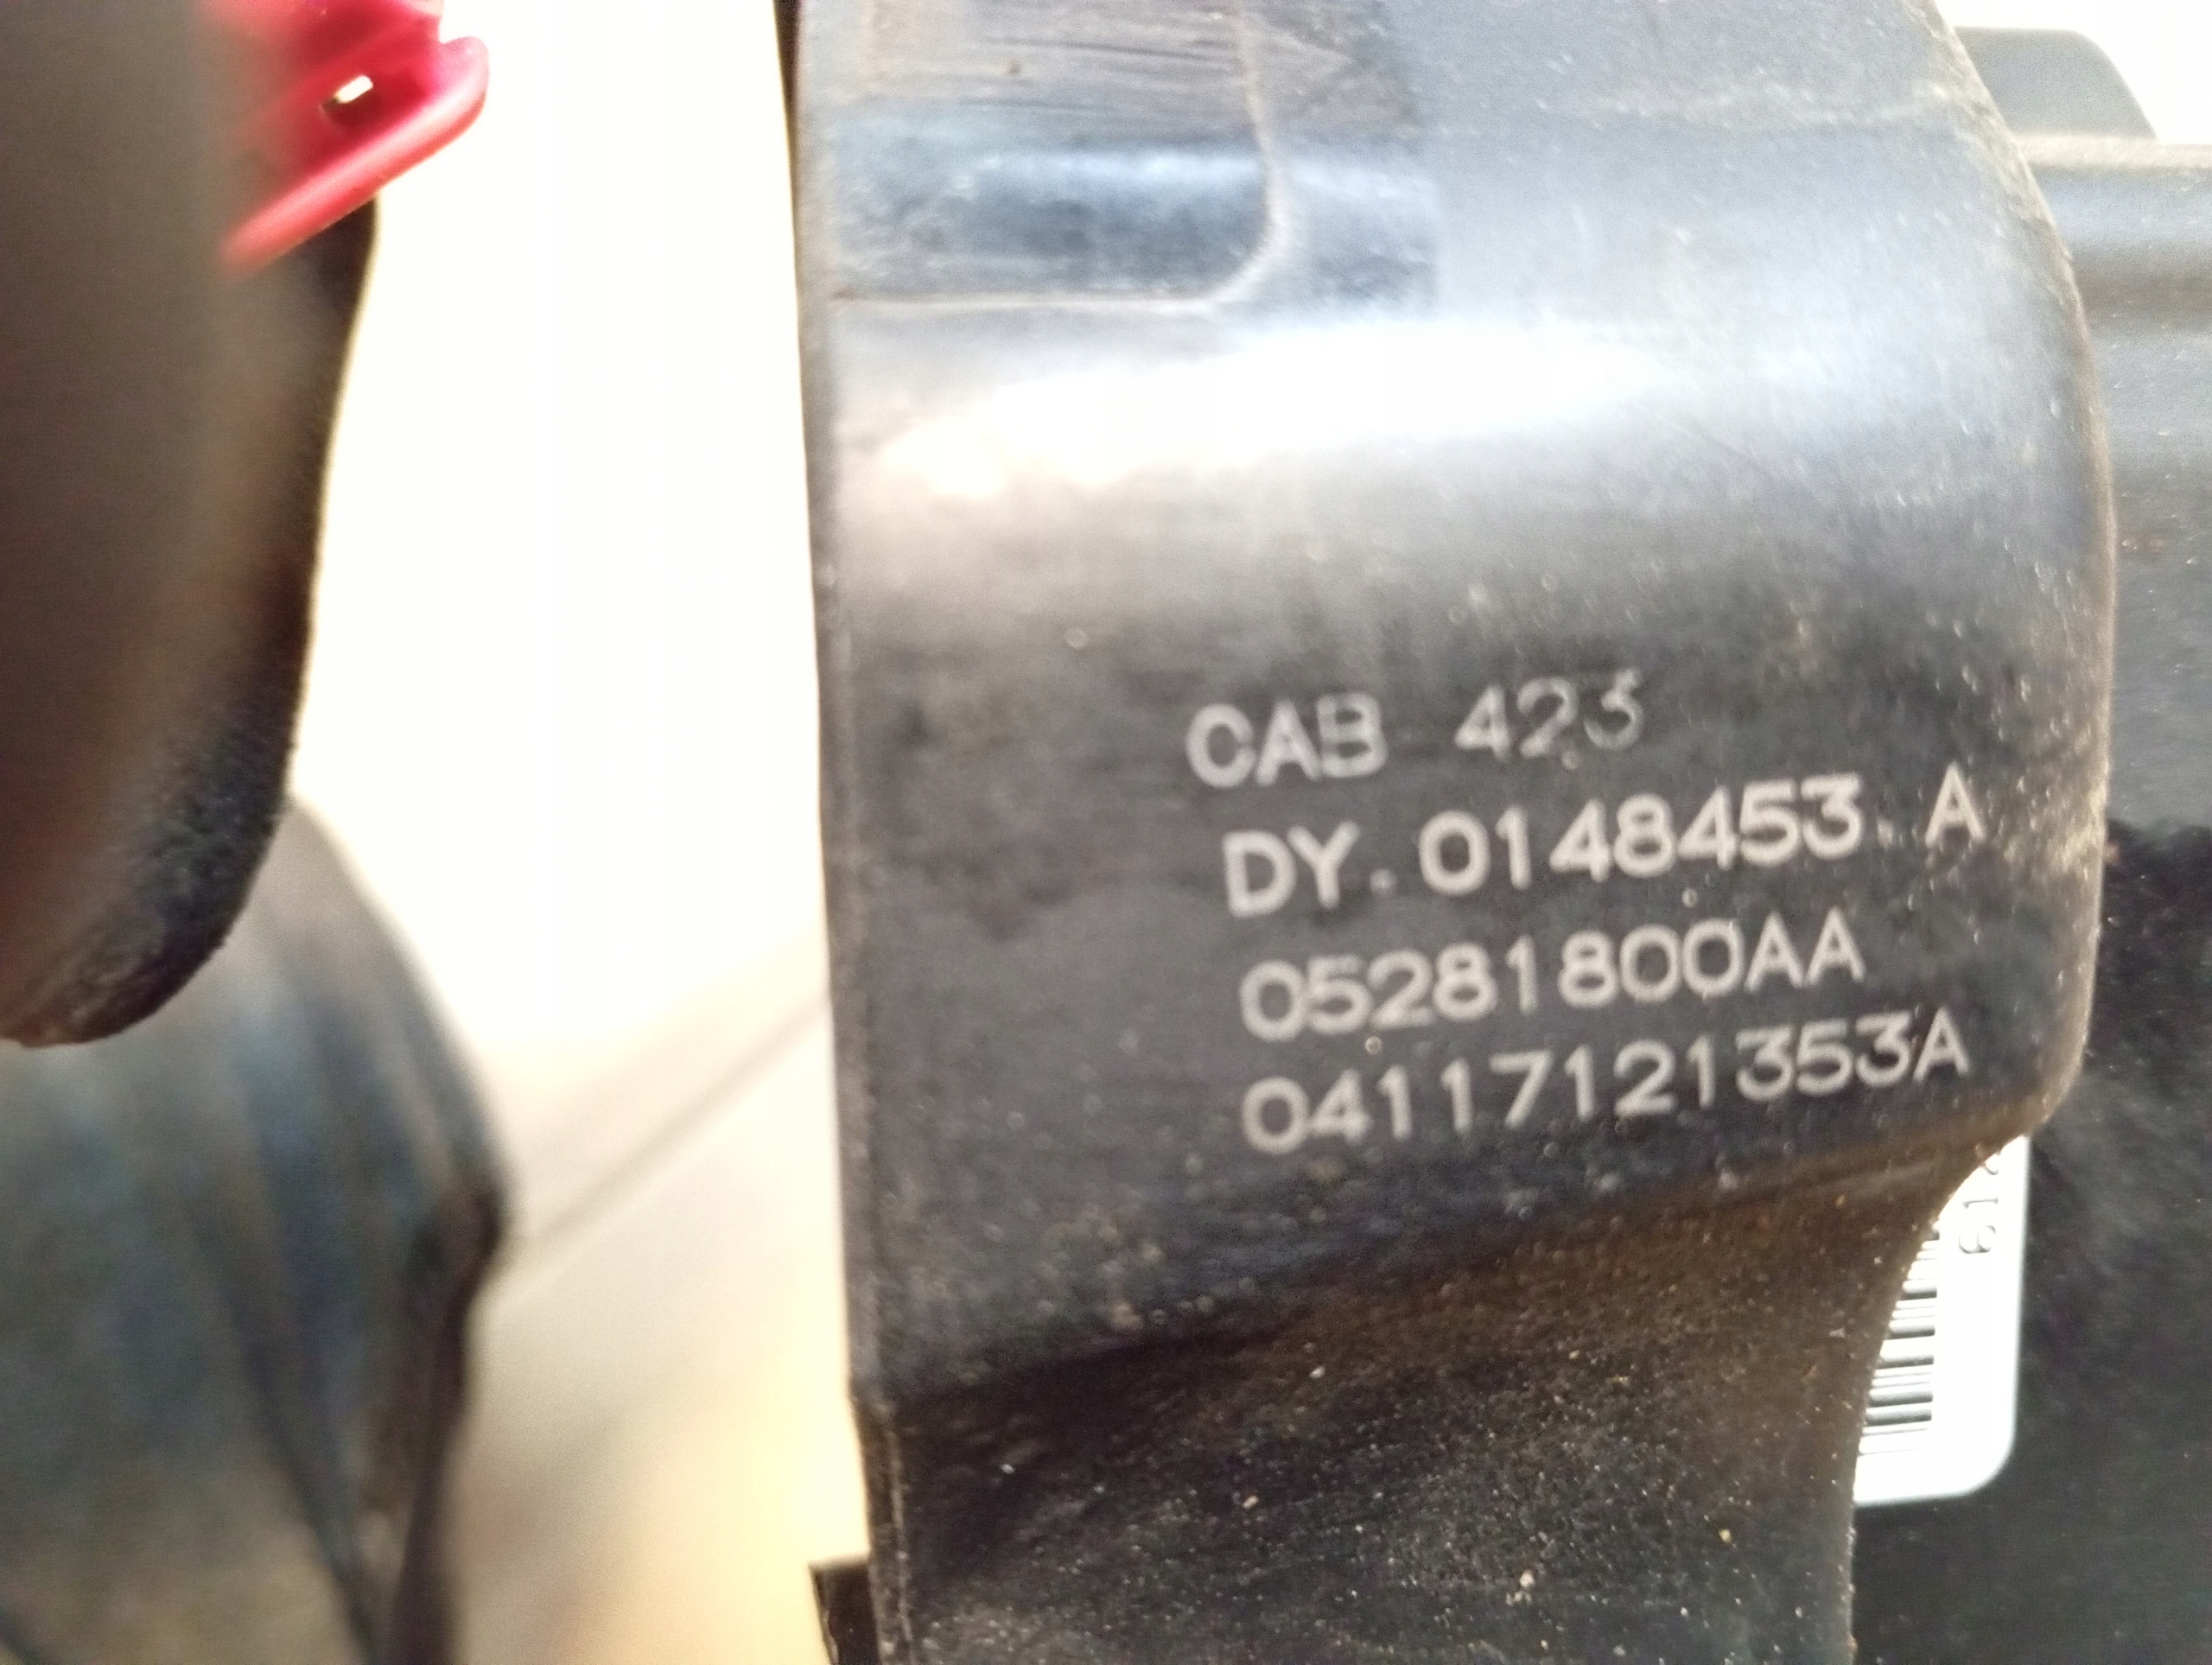 CAB 423
DY. 0148453. A
05281800AA
04117121353A